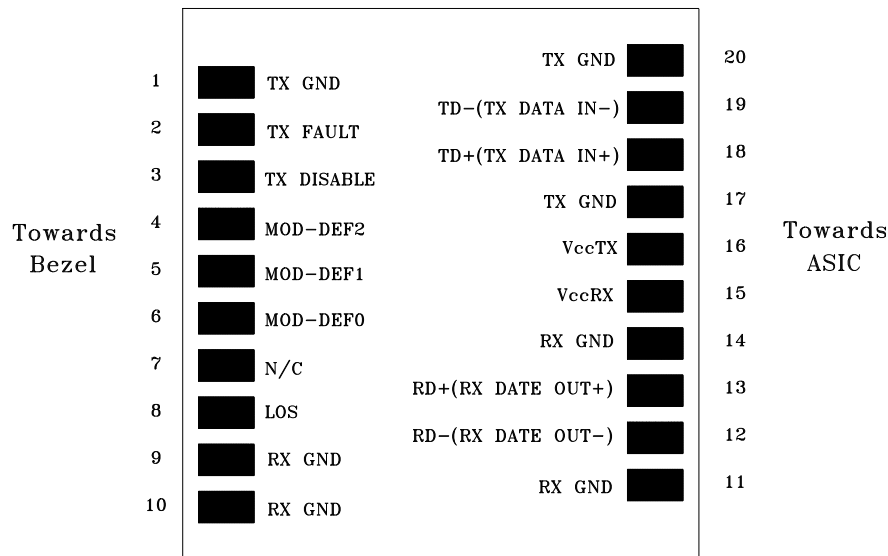 1 TX GND
2 TX FAULT
3 TX DISABLE
4 MOD-DEF2
5 MOD-DEF1
6 MOD-DEF0
7 N/C
8 LOS
9 RX GND
10 RX GND
Towards
Bezel
TX GND 20
TD-(TX DATA IN-) 19
TD+(TX DATA IN+) 18
TX GND 17
VccTX 16
VccRX 15
RX GND 14
RD+(RX DATE OUT+) 13
RD-(RX DATE OUT-) 12
RX GND 11
Towards
ASIC